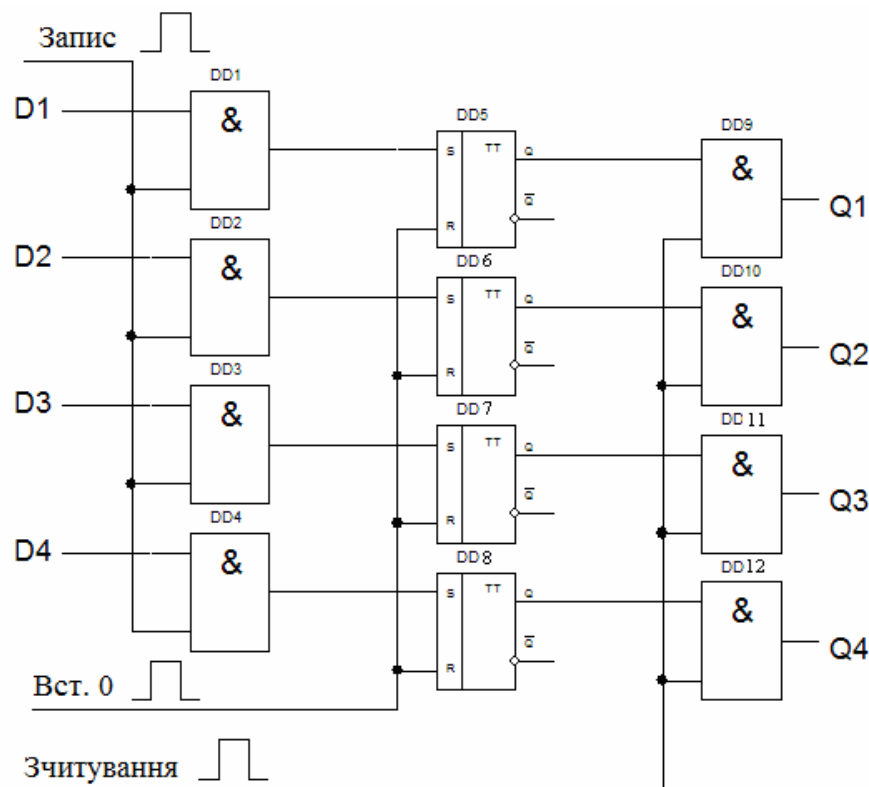 Запис
DD1
D1
&
DD5
S
TT
Q
Q̅
R
DD9
&
Q1
DD2
D2
&
DD6
S
TT
Q
Q̅
R
DD10
&
Q2
DD3
D3
&
DD7
S
TT
Q
Q̅
R
DD11
&
Q3
DD4
D4
&
DD8
S
TT
Q
Q̅
R
DD12
&
Q4
Вст. 0
Зчитування